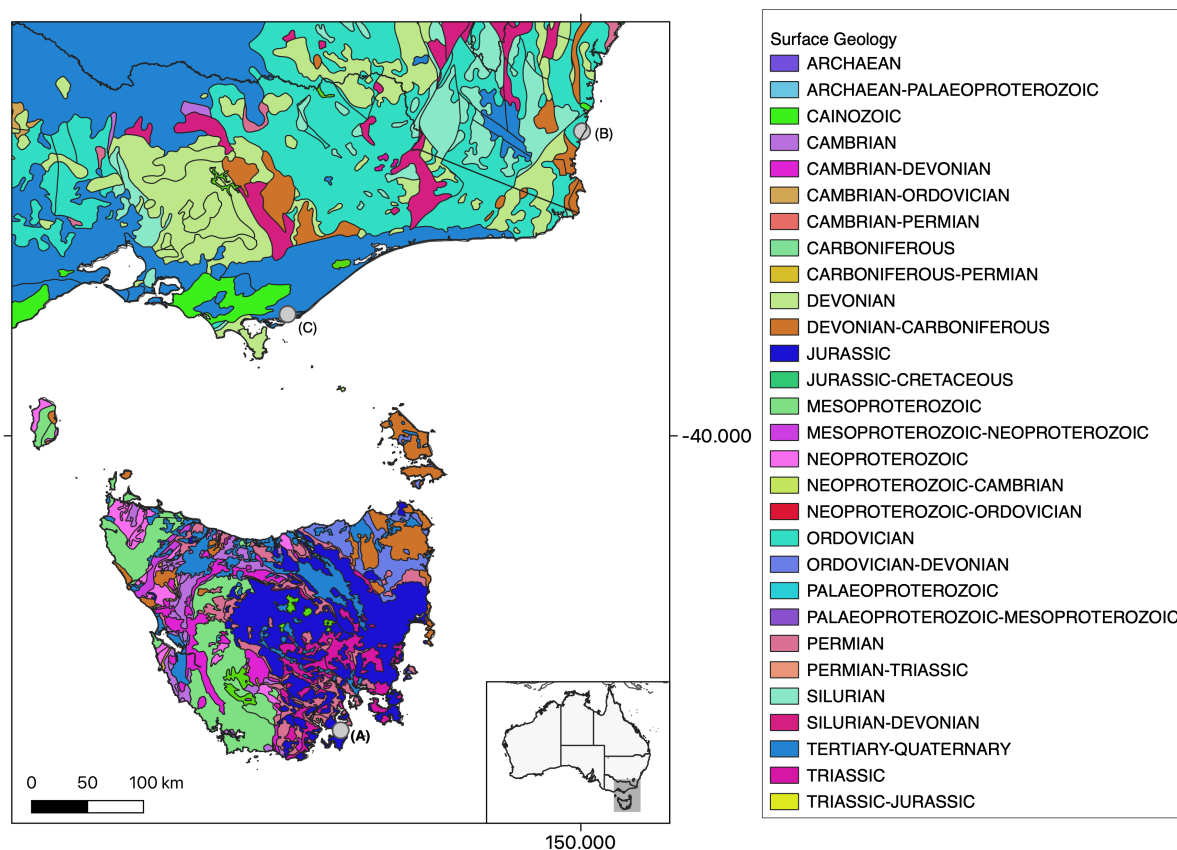 (B)
(C)
-40.000
(A)
0 50 100 km
150.000
Surface Geology
ARCHAEAN
ARCHAEAN-PALAEOPROTEROZOIC
CAINOZOIC
CAMBRIAN
CAMBRIAN-DEVONIAN
CAMBRIAN-ORDOVICIAN
CAMBRIAN-PERMIAN
CARBONIFEROUS
CARBONIFEROUS-PERMIAN
DEVONIAN
DEVONIAN-CARBONIFEROUS
JURASSIC
JURASSIC-CRETACEOUS
MESOPROTEROZOIC
MESOPROTEROZOIC-NEOPROTEROZOIC
NEOPROTEROZOIC
NEOPROTEROZOIC-CAMBRIAN
NEOPROTEROZOIC-ORDOVICIAN
ORDOVICIAN
ORDOVICIAN-DEVONIAN
PALAEOPROTEROZOIC
PALAEOPROTEROZOIC-MESOPROTEROZOIC
PERMIAN
PERMIAN-TRIASSIC
SILURIAN
SILURIAN-DEVONIAN
TERTIARY-QUATERNARY
TRIASSIC
TRIASSIC-JURASSIC